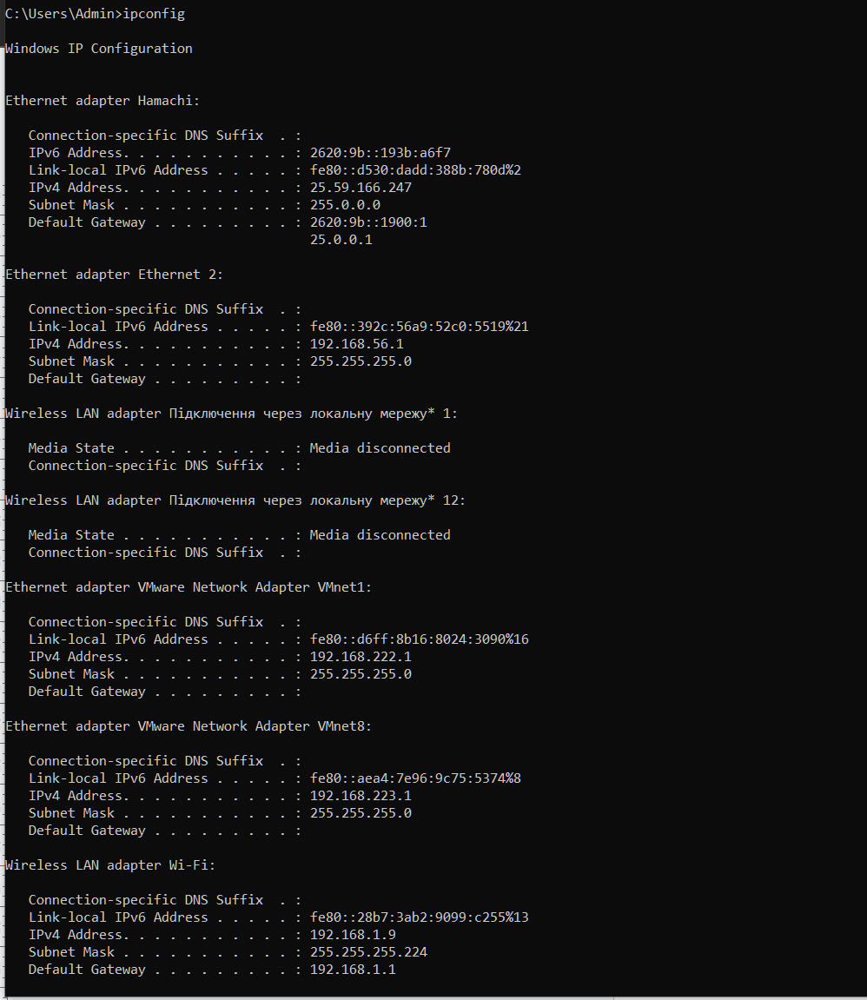 C:\Users\Admin>ipconfig
Windows IP Configuration
Ethernet adapter Hamachi:
Connection-specific DNS Suffix . :
IPv6 Address. . . . . . . . . . . : 2620:9b::193b:a6f7
Link-local IPv6 Address . . . . . : fe80::d530:dadd:388b:780d%2
IPv4 Address. . . . . . . . . . . : 25.59.166.247
Subnet Mask . . . . . . . . . . . : 255.0.0.0
Default Gateway . . . . . . . . . : 2620:9b::1900:1
25.0.0.1
Ethernet adapter Ethernet 2:
Connection-specific DNS Suffix . :
Link-local IPv6 Address . . . . . : fe80::392c:56a9:52c0:5519%21
IPv4 Address. . . . . . . . . . . : 192.168.56.1
Subnet Mask . . . . . . . . . . . : 255.255.255.0
Default Gateway . . . . . . . . . :
Wireless LAN adapter Підключення через локальну мережу* 1:
Media State . . . . . . . . . . . : Media disconnected
Connection-specific DNS Suffix . :
Wireless LAN adapter Підключення через локальну мережу* 12:
Media State . . . . . . . . . . . : Media disconnected
Connection-specific DNS Suffix . :
Ethernet adapter VMware Network Adapter VMnet1:
Connection-specific DNS Suffix . :
Link-local IPv6 Address . . . . . : fe80::d6ff:8b16:8024:3090%16
IPv4 Address. . . . . . . . . . . : 192.168.222.1
Subnet Mask . . . . . . . . . . . : 255.255.255.0
Default Gateway . . . . . . . . . :
Ethernet adapter VMware Network Adapter VMnet8:
Connection-specific DNS Suffix . :
Link-local IPv6 Address . . . . . : fe80::aea4:7e96:9c75:5374%8
IPv4 Address. . . . . . . . . . . : 192.168.223.1
Subnet Mask . . . . . . . . . . . : 255.255.255.0
Default Gateway . . . . . . . . . :
Wireless LAN adapter Wi-Fi:
Connection-specific DNS Suffix . :
Link-local IPv6 Address . . . . . : fe80::28b7:3ab2:9099:c255%13
IPv4 Address. . . . . . . . . . . : 192.168.1.9
Subnet Mask . . . . . . . . . . . : 255.255.255.224
Default Gateway . . . . . . . . . : 192.168.1.1